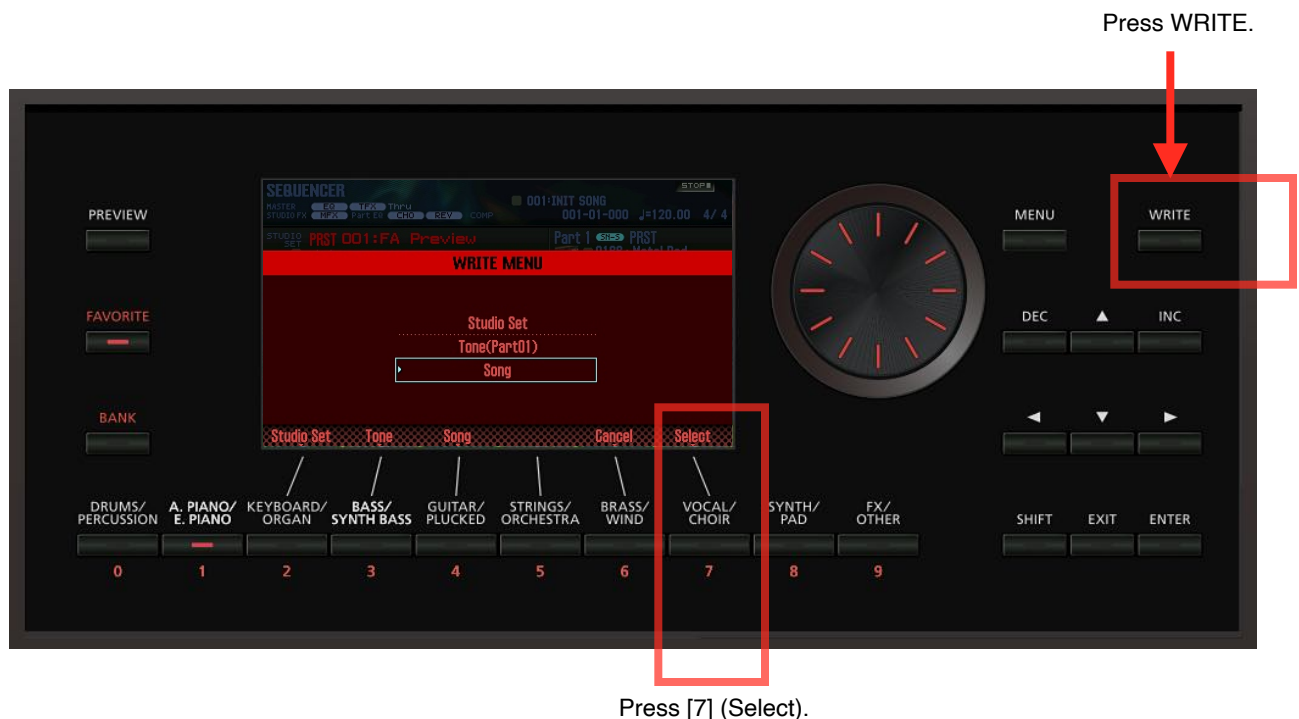 Press WRITE.
PREVIEW
FAVORITE
BANK
SEQUENCER
STOP
MASTER EQ TFX Thru
STUDIO FX MFX Part EQ CHO REV COMP
001:INIT SONG
001-01-000 ♩=120.00 4/4
STUDIO SET PRST 001:FA Preview
Part 1 SN-S PRST
WRITE MENU
Studio Set
Tone(Part01)
Song
Studio Set Tone Song Cancel Select
MENU WRITE
DEC ▲ INC
◀ ▼ ▶
SHIFT EXIT ENTER
DRUMS/ A. PIANO/ KEYBOARD/ BASS/ GUITAR/ STRINGS/ BRASS/ VOCAL/ SYNTH/ FX/
PERCUSSION E. PIANO ORGAN SYNTH BASS PLUCKED ORCHESTRA WIND CHOIR PAD OTHER
0 1 2 3 4 5 6 7 8 9
Press [7] (Select).